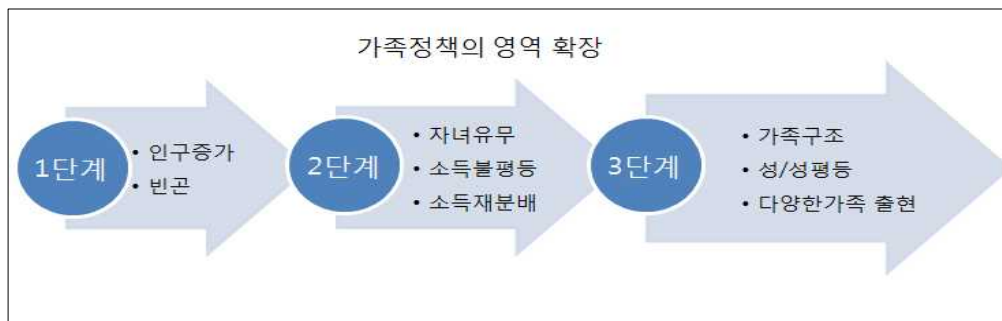 가족정책의 영역 확장
1단계
• 인구증가
• 빈곤
2단계
• 자녀유무
• 소득불평등
• 소득재분배
3단계
• 가족구조
• 성/성평등
• 다양한가족 출현